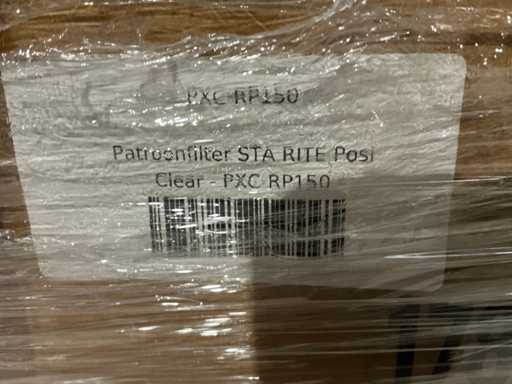 PXC-RP150
Patroonfilter STA RITE Posi
Clear - PXC RP150